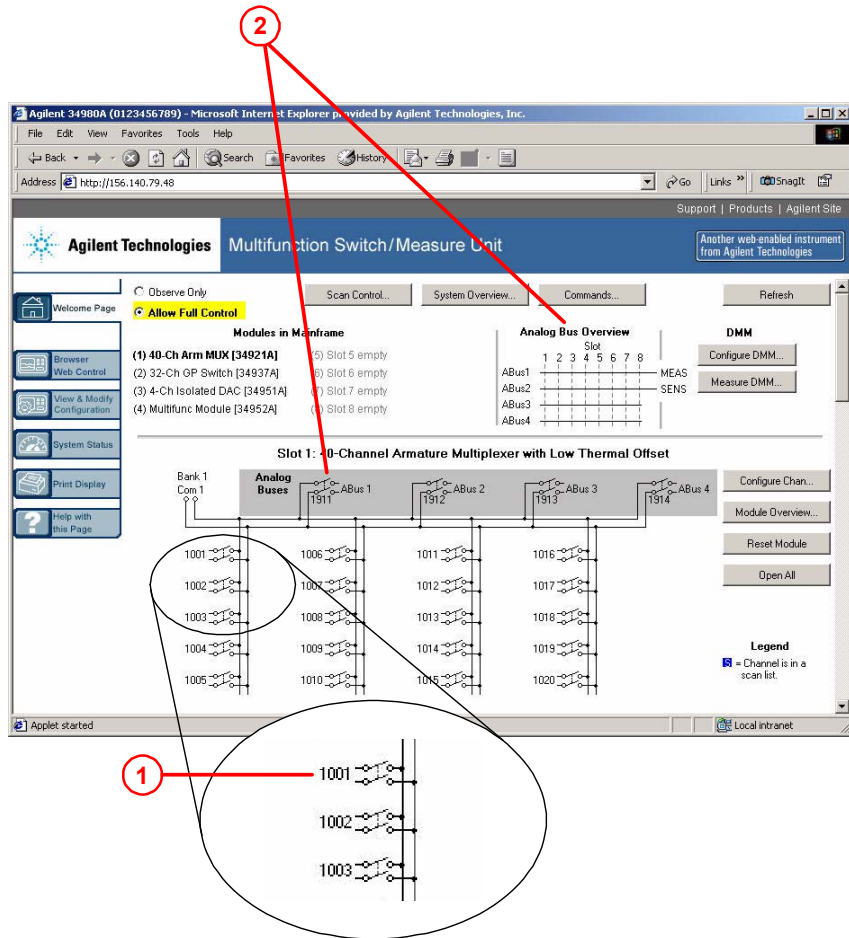 2
Agilent 34980A (0123456789) - Microsoft Internet Explorer provided by Agilent Technologies, Inc.
File Edit View Favorites Tools Help
Back Search Favorites History
Address http://156.140.79.48 Go Links » SnagIt
Support | Products | Agilent Site
Agilent Technologies Multifunction Switch/Measure Unit
Another web-enabled instrument
from Agilent Technologies
Welcome Page
Browser
Web Control
View & Modify
Configuration
System Status
Print Display
Help with
this Page
Observe Only
Allow Full Control
Scan Control... System Overview... Commands... Refresh
Modules in Mainframe
(1) 40-Ch Arm MUX [34921A] (5) Slot 5 empty
(2) 32-Ch GP Switch [34937A] (6) Slot 6 empty
(3) 4-Ch Isolated DAC [34951A] (7) Slot 7 empty
(4) Multifunc Module [34952A] (8) Slot 8 empty
Analog Bus Overview
Slot
1 2 3 4 5 6 7 8
ABus1 MEAS
ABus2 SENS
ABus3
ABus4
DMM
Configure DMM...
Measure DMM...
Slot 1: 40-Channel Armature Multiplexer with Low Thermal Offset
Bank 1
Com 1
Analog
Buses
ABus 1 ABus 2 ABus 3 ABus 4
1911 1912 1913 1914
1001 1006 1011 1016
1002 1007 1012 1017
1003 1008 1013 1018
1004 1009 1014 1019
1005 1010 1015 1020
Configure Chan...
Module Overview...
Reset Module
Open All
Legend
S = Channel is in a
scan list.
Applet started Local intranet
1
1001
1002
1003